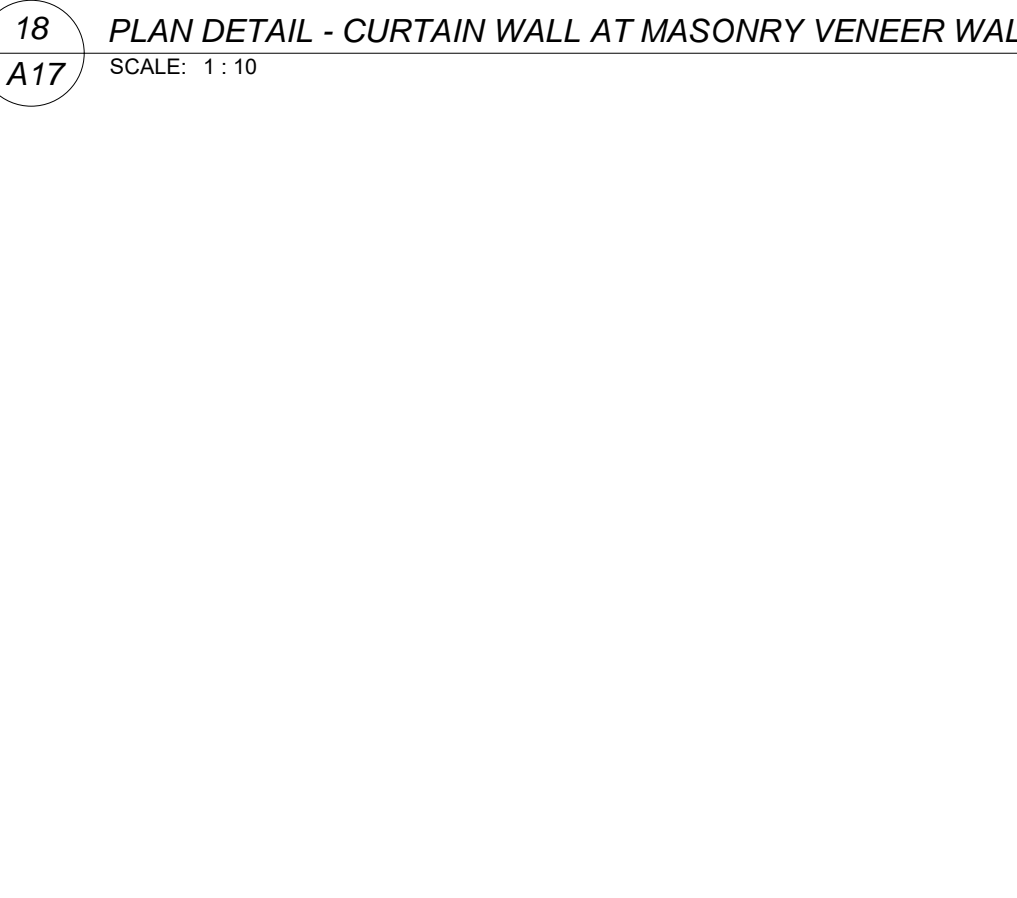 18
PLAN DETAIL - CURTAIN WALL AT MASONRY VENEER WAL
A17
SCALE: 1 : 10